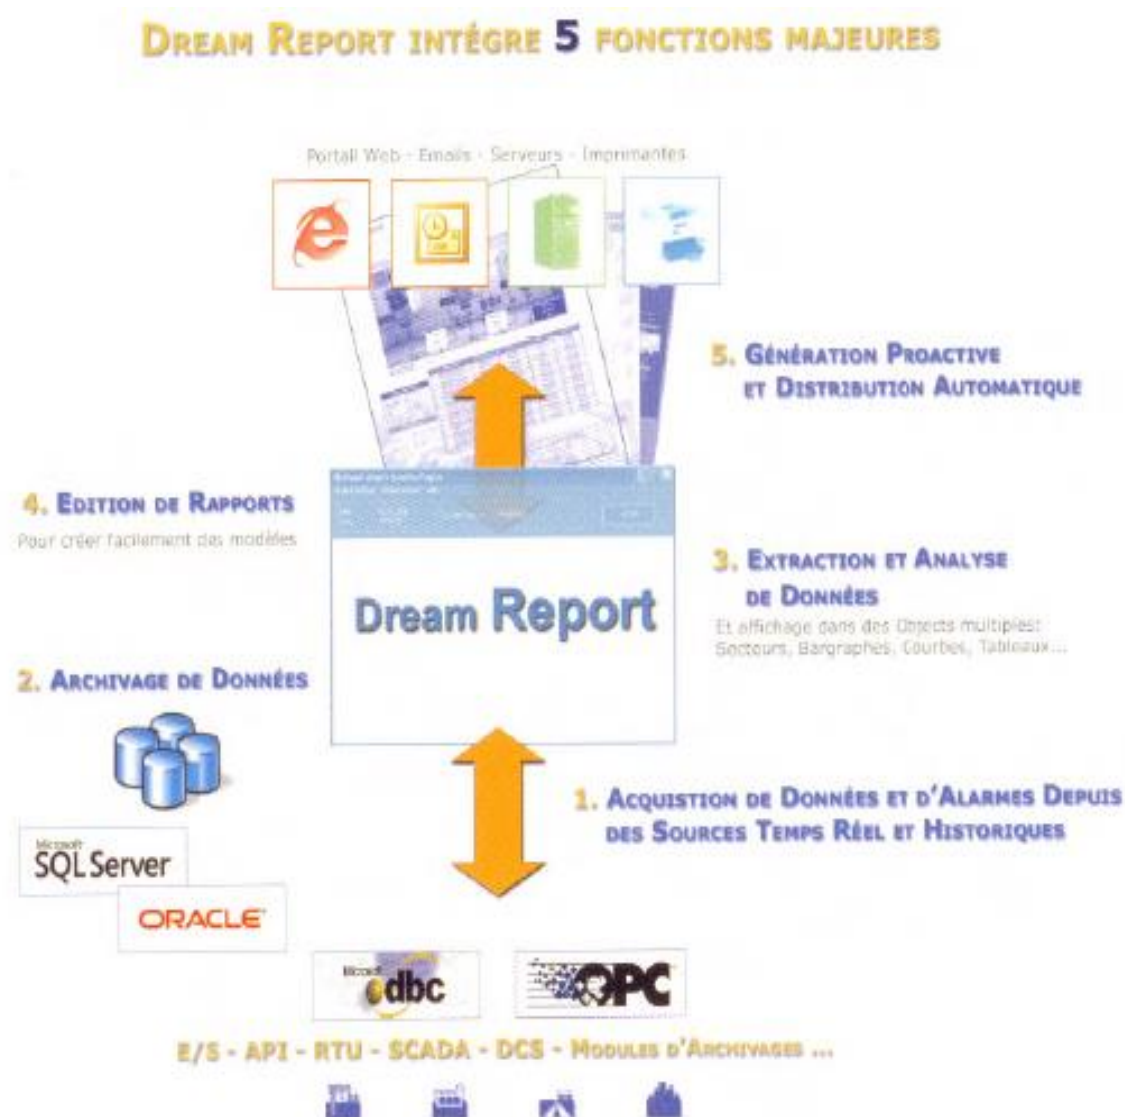 DREAM REPORT INTÈGRE 5 FONCTIONS MAJEURES
Portail Web - Emails - Serveurs - Imprimantes
5. GÉNÉRATION PROACTIVE
ET DISTRIBUTION AUTOMATIQUE
4. EDITION DE RAPPORTS
Pour créer facilement des modèles
3. EXTRACTION ET ANALYSE
DE DONNÉES
Et affichage dans des Objects multiples:
Secteurs, Bargraphes, Courbes, Tableaux...
Dream Report
2. ARCHIVAGE DE DONNÉES
1. ACQUISTION DE DONNÉES ET D'ALARMES DEPUIS
DES SOURCES TEMPS RÉEL ET HISTORIQUES
Microsoft
SQL Server
ORACLE
Microsoft
odbc
OPC
E/S - API - RTU - SCADA - DCS - MODULES D'ARCHIVAGES ...